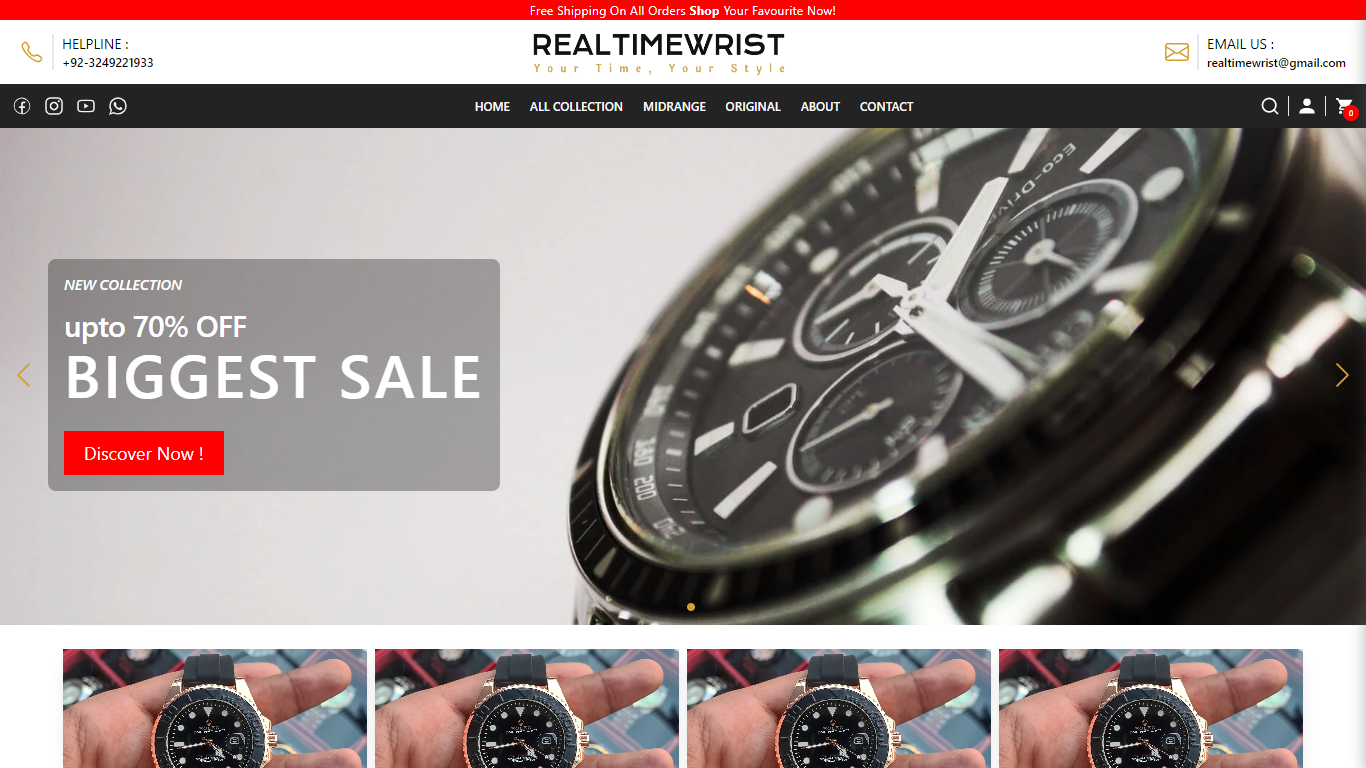 Free Shipping On All Orders Shop Your Favourite Now!
HELPLINE :
+92-3249221933
REALTIMEWRIST
Your Time, Your Style
EMAIL US :
realtimewrist@gmail.com
HOME ALL COLLECTION MIDRANGE ORIGINAL ABOUT CONTACT
0
Eco-Drive
NEW COLLECTION
upto 70% OFF
BIGGEST SALE
Discover Now !
180
200
240